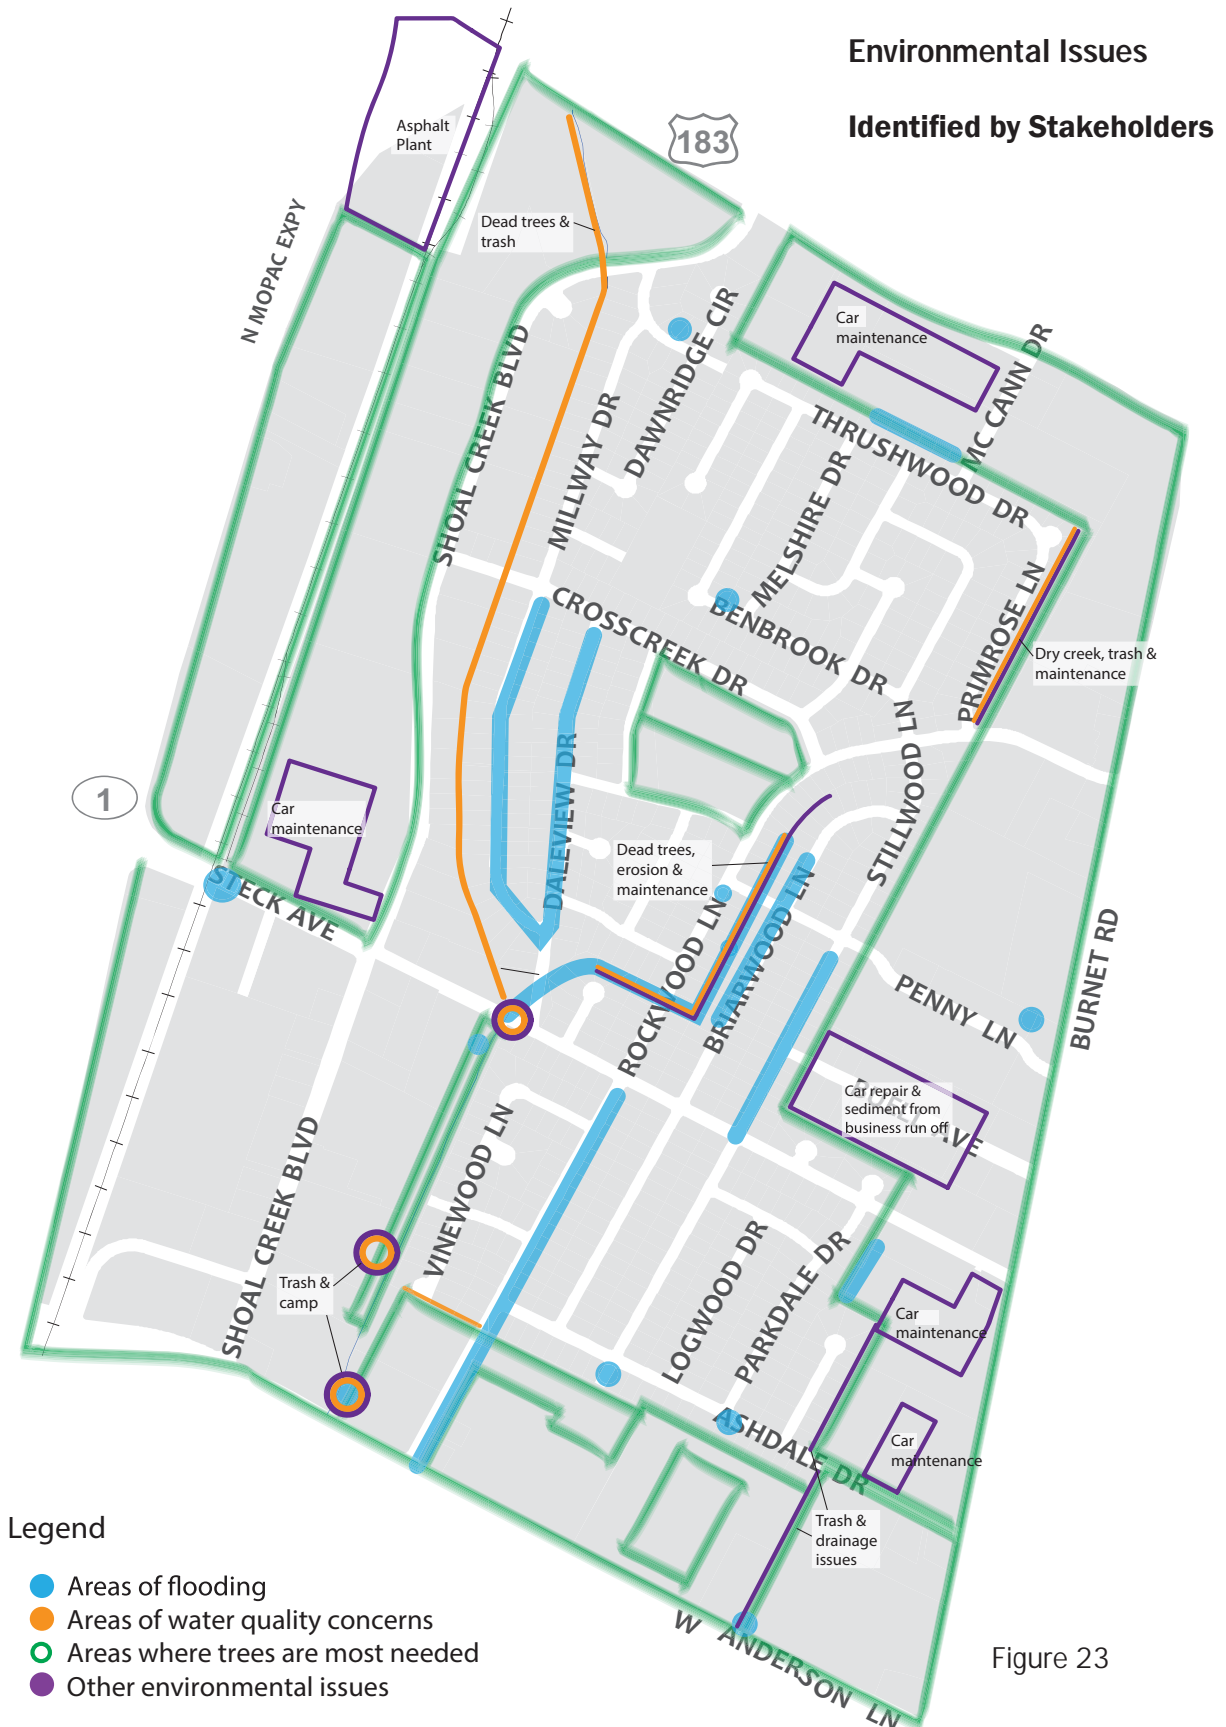 Environmental Issues
Identified by Stakeholders
183
Asphalt
Plant
N MOPAC EXPY
Dead trees &
trash
Car
maintenance
MC CANN DR
DAWNRIDGE CIR
SHOAL CREEK BLVD
MILLWAY DR
THRUSHWOOD DR
MELSHIRE DR
CROSSCREEK DR
BENBROOK DR
PRIMROSE LN
Dry creek, trash &
maintenance
STILLWOOD LN
1
Car
maintenance
DALEVIEW DR
Dead trees,
erosion &
maintenance
STECK AVE
ROCKWOOD LN
BRIARWOOD LN
PENNY LN
BURNET RD
Car repair &
sediment from
business run off
BUELL AVE
SHOAL CREEK BLVD
VINEWOOD LN
Trash &
camp
LOGWOOD DR
PARKDALE DR
Car
maintenance
ASHDALE DR
Car
maintenance
Trash &
drainage
issues
W ANDERSON LN
Legend
Areas of flooding
Areas of water quality concerns
Areas where trees are most needed
Other environmental issues
Figure 23